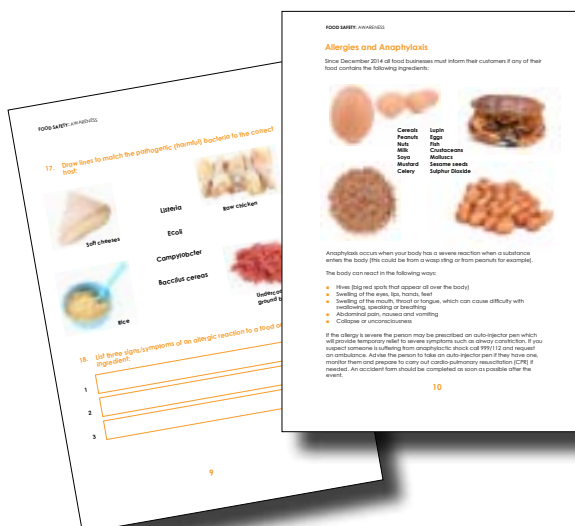 FOOD SAFETY: AWARENESS
17. Draw lines to match the pathogenic (harmful) bacteria to the correct
host:
Soft cheeses
Listeria
Raw chicken
Ecoli
Campylobcter
Baccilus cereas
Rice
ground b
18. List three signs/symptoms of an allergic reaction to a food
ingredient:
1
2
3
9
FOOD SAFETY: AWARENESS
Allergies and Anaphylaxis
Since December 2014 all food businesses must inform their customers if any of their
food contains the following ingredients:
Cereals Lupin
Peanuts Eggs
Nuts Fish
Milk Crustaceans
Soya Molluscs
Mustard Sesame seeds
Celery Sulphur Dioxide
Anaphylaxis occurs when your body has a severe reaction when a substance
enters the body (this could be from a wasp sting or from peanuts for example).
The body can react in the following ways:
Hives (big red spots that appear all over the body)
Swelling of the eyes, lips, hands, feet
Swelling of the mouth, throat or tongue, which can cause difficulty with
swallowing, speaking or breathing
Abdominal pain, nausea and vomiting
Collapse or unconsciousness
If the allergy is severe the person may be prescribed an auto-injector pen which
will provide temporary relief to severe symptoms such as airway constriction. If you
suspect someone is suffering from anaphylactic shock call 999/112 and request
an ambulance. Advise the person to take an auto-injector pen if they have one,
monitor them and prepare to carry out cardio-pulmonary resuscitation (CPR) if
needed. An accident form should be completed as soon as possible after the
event.
10